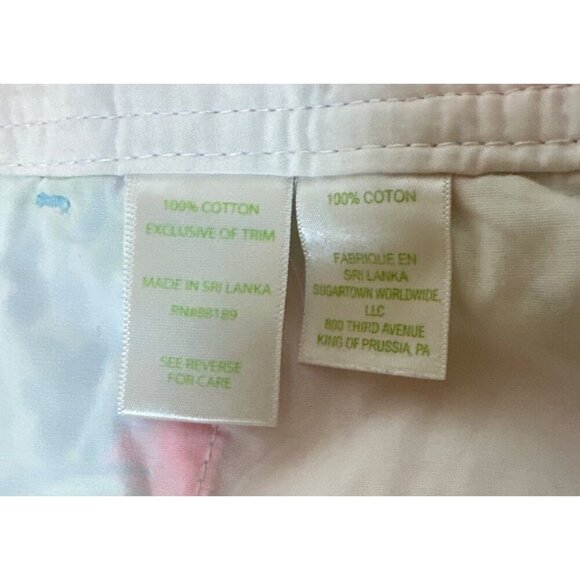 100% COTTON
EXCLUSIVE OF TRIM
MADE IN SRI LANKA
RN#88189
SEE REVERSE
FOR CARE
100% COTON
FABRIQUE EN
SRI LANKA
SUGARTOWN WORLDWIDE,
LLC
800 THIRD AVENUE
KING OF PRUSSIA, PA